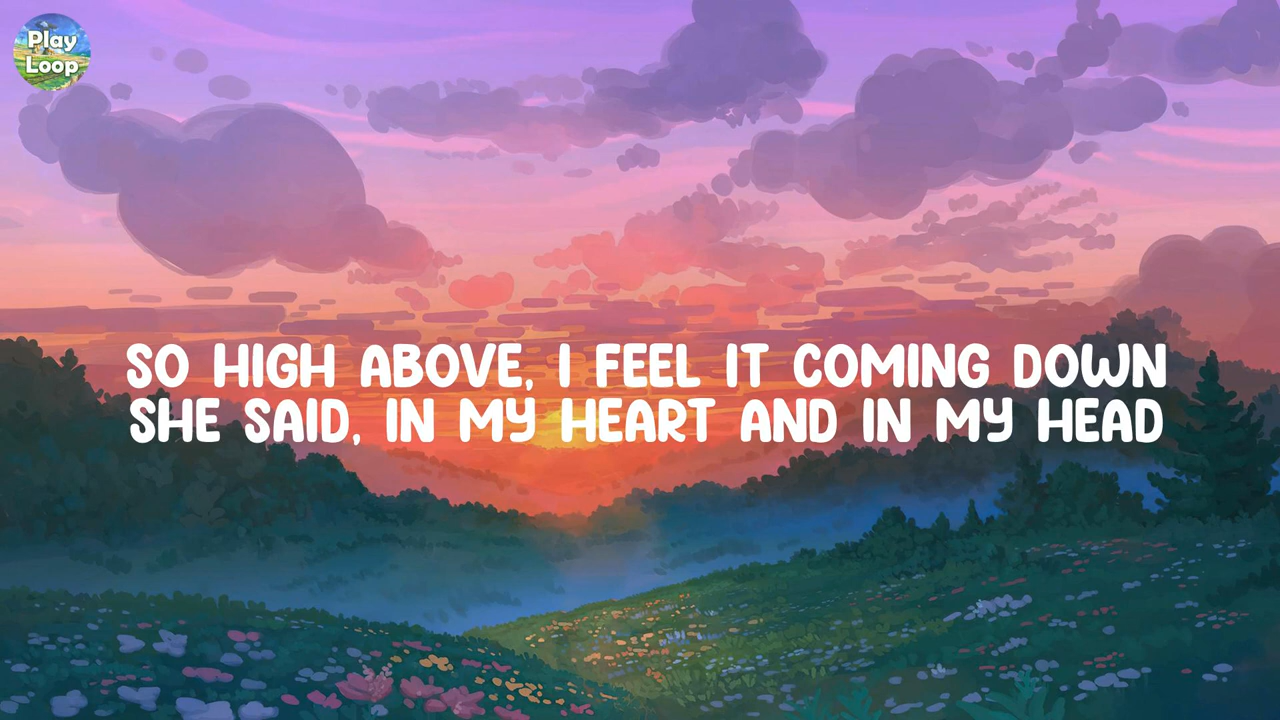 Play
Loop
SO HIGH ABOVE, I FEEL IT COMING DOWN
SHE SAID, IN MY HEART AND IN MY HEAD